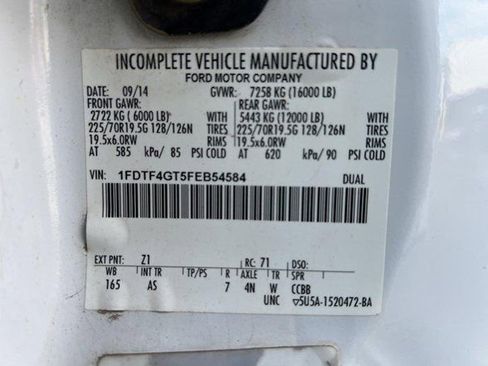 INCOMPLETE VEHICLE MANUFACTURED BY
FORD MOTOR COMPANY
DATE: 09/14 GVWR: 7258 KG (16000 LB)
FRONT GAWR: REAR GAWR:
2722 KG ( 6000 LB) WITH 5443 KG (12000 LB) WITH
225/70R19.5G 128/126N TIRES 225/70R19.5G 128/126N TIRES
19.5x6.0RW RIMS 19.5x6.0RW RIMS
AT 585 kPa/ 85 PSI COLD AT 620 kPa/ 90 PSI COLD
VIN: 1FDTF4GT5FEB54584 DUAL
EXT PNT: Z1 RC: 71 DSO:
WB INT TR TP/PS R AXLE TR SPR
165 AS 7 4N W CCBB
UNC ▽5U5A-1520472-BA